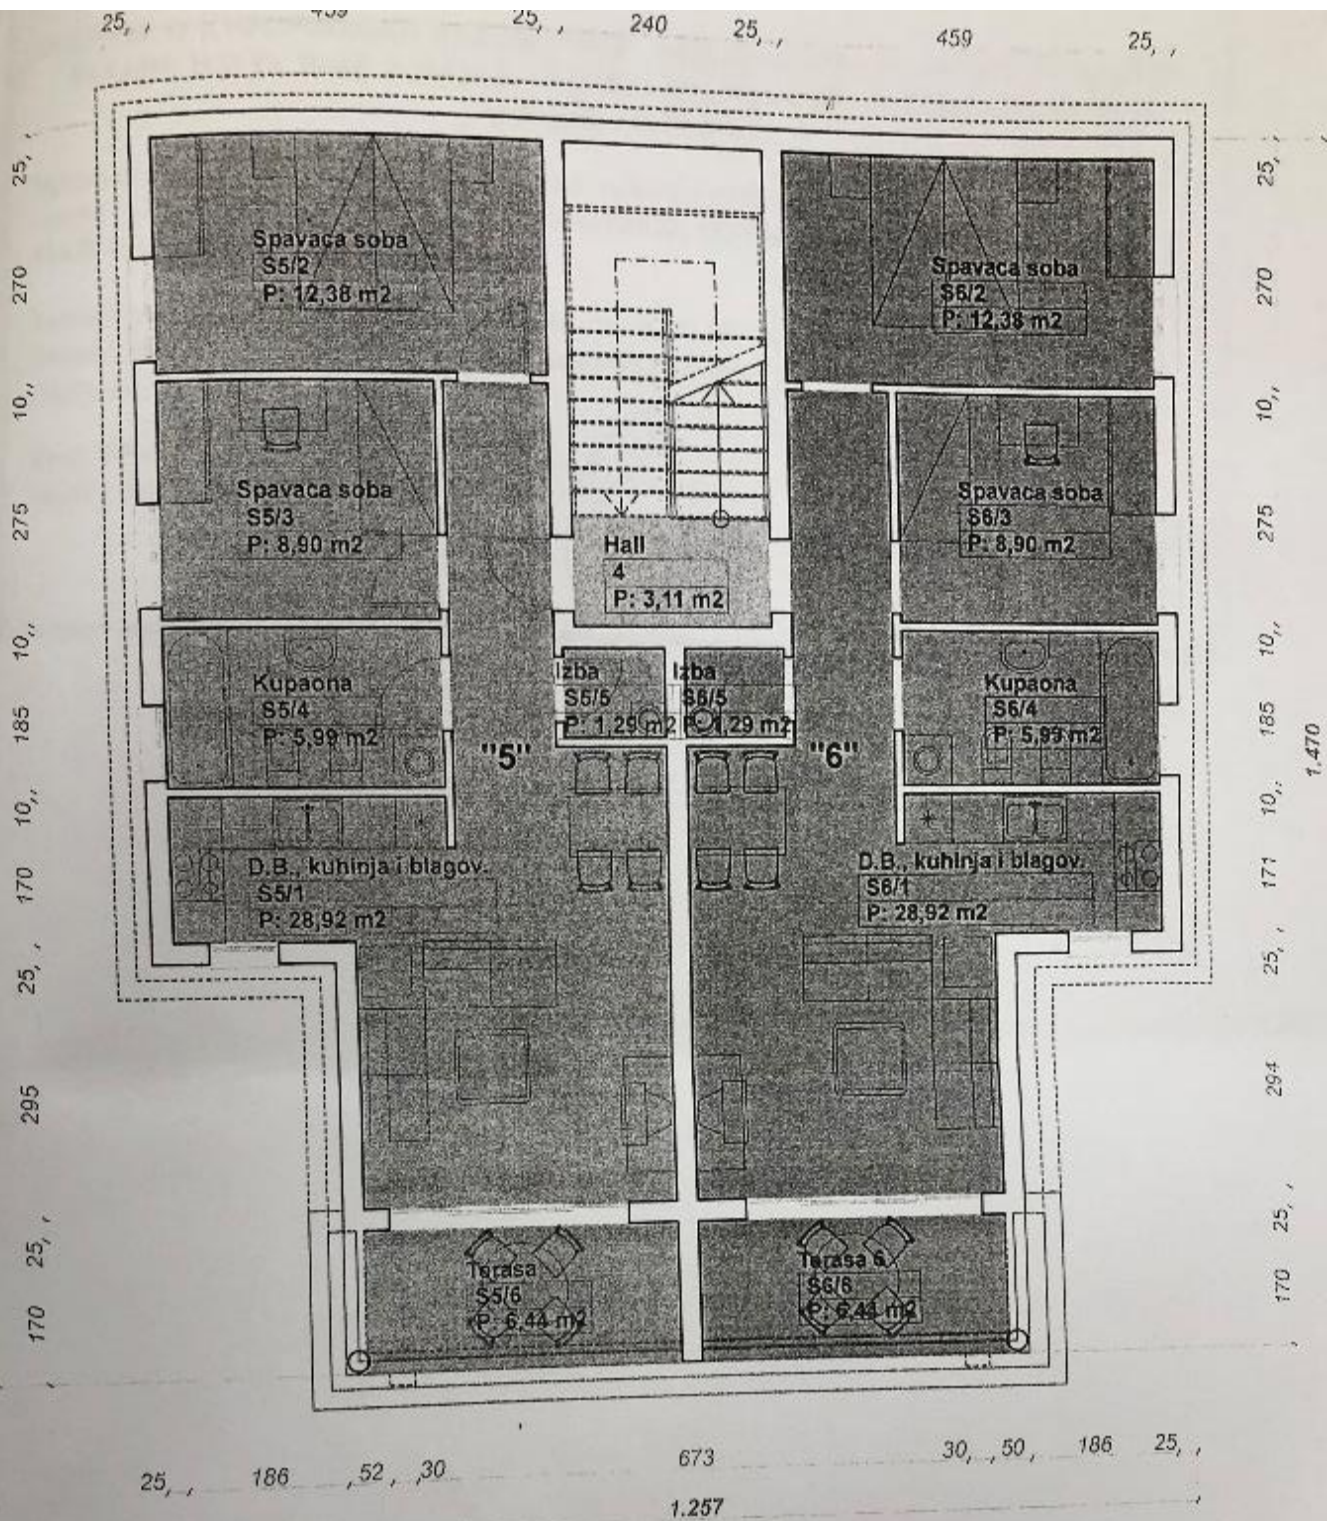 25,
459
25,
240
25,
459
25,
25,
270
10,
275
10,
185
10,
170
25,
295
25,
170
Spavaca soba
S5/2
P: 12,38 m2
Spavaca soba
S6/2
P: 12,38 m2
Spavaca soba
S5/3
P: 8,90 m2
Hall
4
P: 3,11 m2
Spavaca soba
S6/3
P: 8,90 m2
Kupaona
S5/4
P: 5,99 m2
Izba
S5/5
P: 1,29 m2
Izba
S6/5
P: 1,29 m2
Kupaona
S6/4
P: 5,99 m2
"5"
"6"
D.B., kuhinja i blagov.
S5/1
P: 28,92 m2
D.B., kuhinja i blagov.
S6/1
P: 28,92 m2
Terasa
S5/6
P: 6,44 m2
Terasa 6
S6/6
P: 6,44 m2
25,
270
10,
275
10,
185
10,
171
25,
294
25,
170
1.470
25,
186
,52
,30
673
30,
,50,
186
25,
1.257